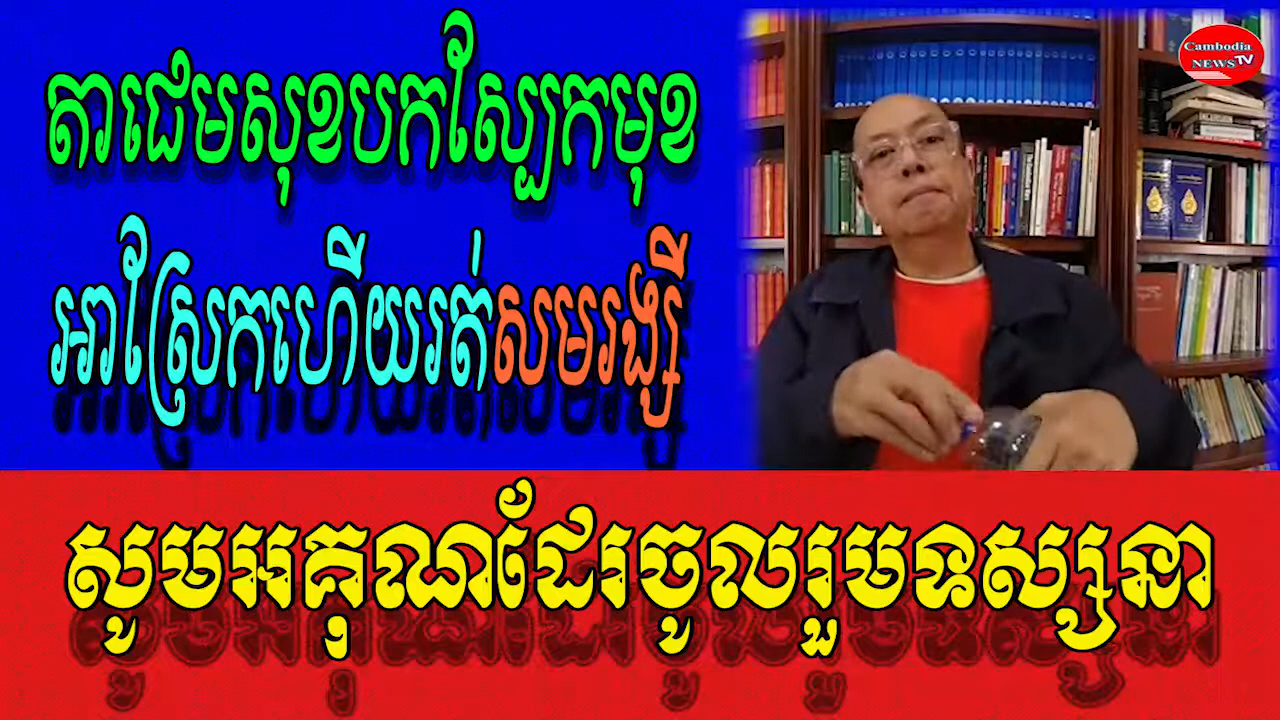 តាជេមសុខបកស្បែកមុខ
អាស្រែកហើយរត់សមរង្ស៊ី
សូមអគុណដែរចូលរួមទស្សនា
Cambodia
NEWS TV